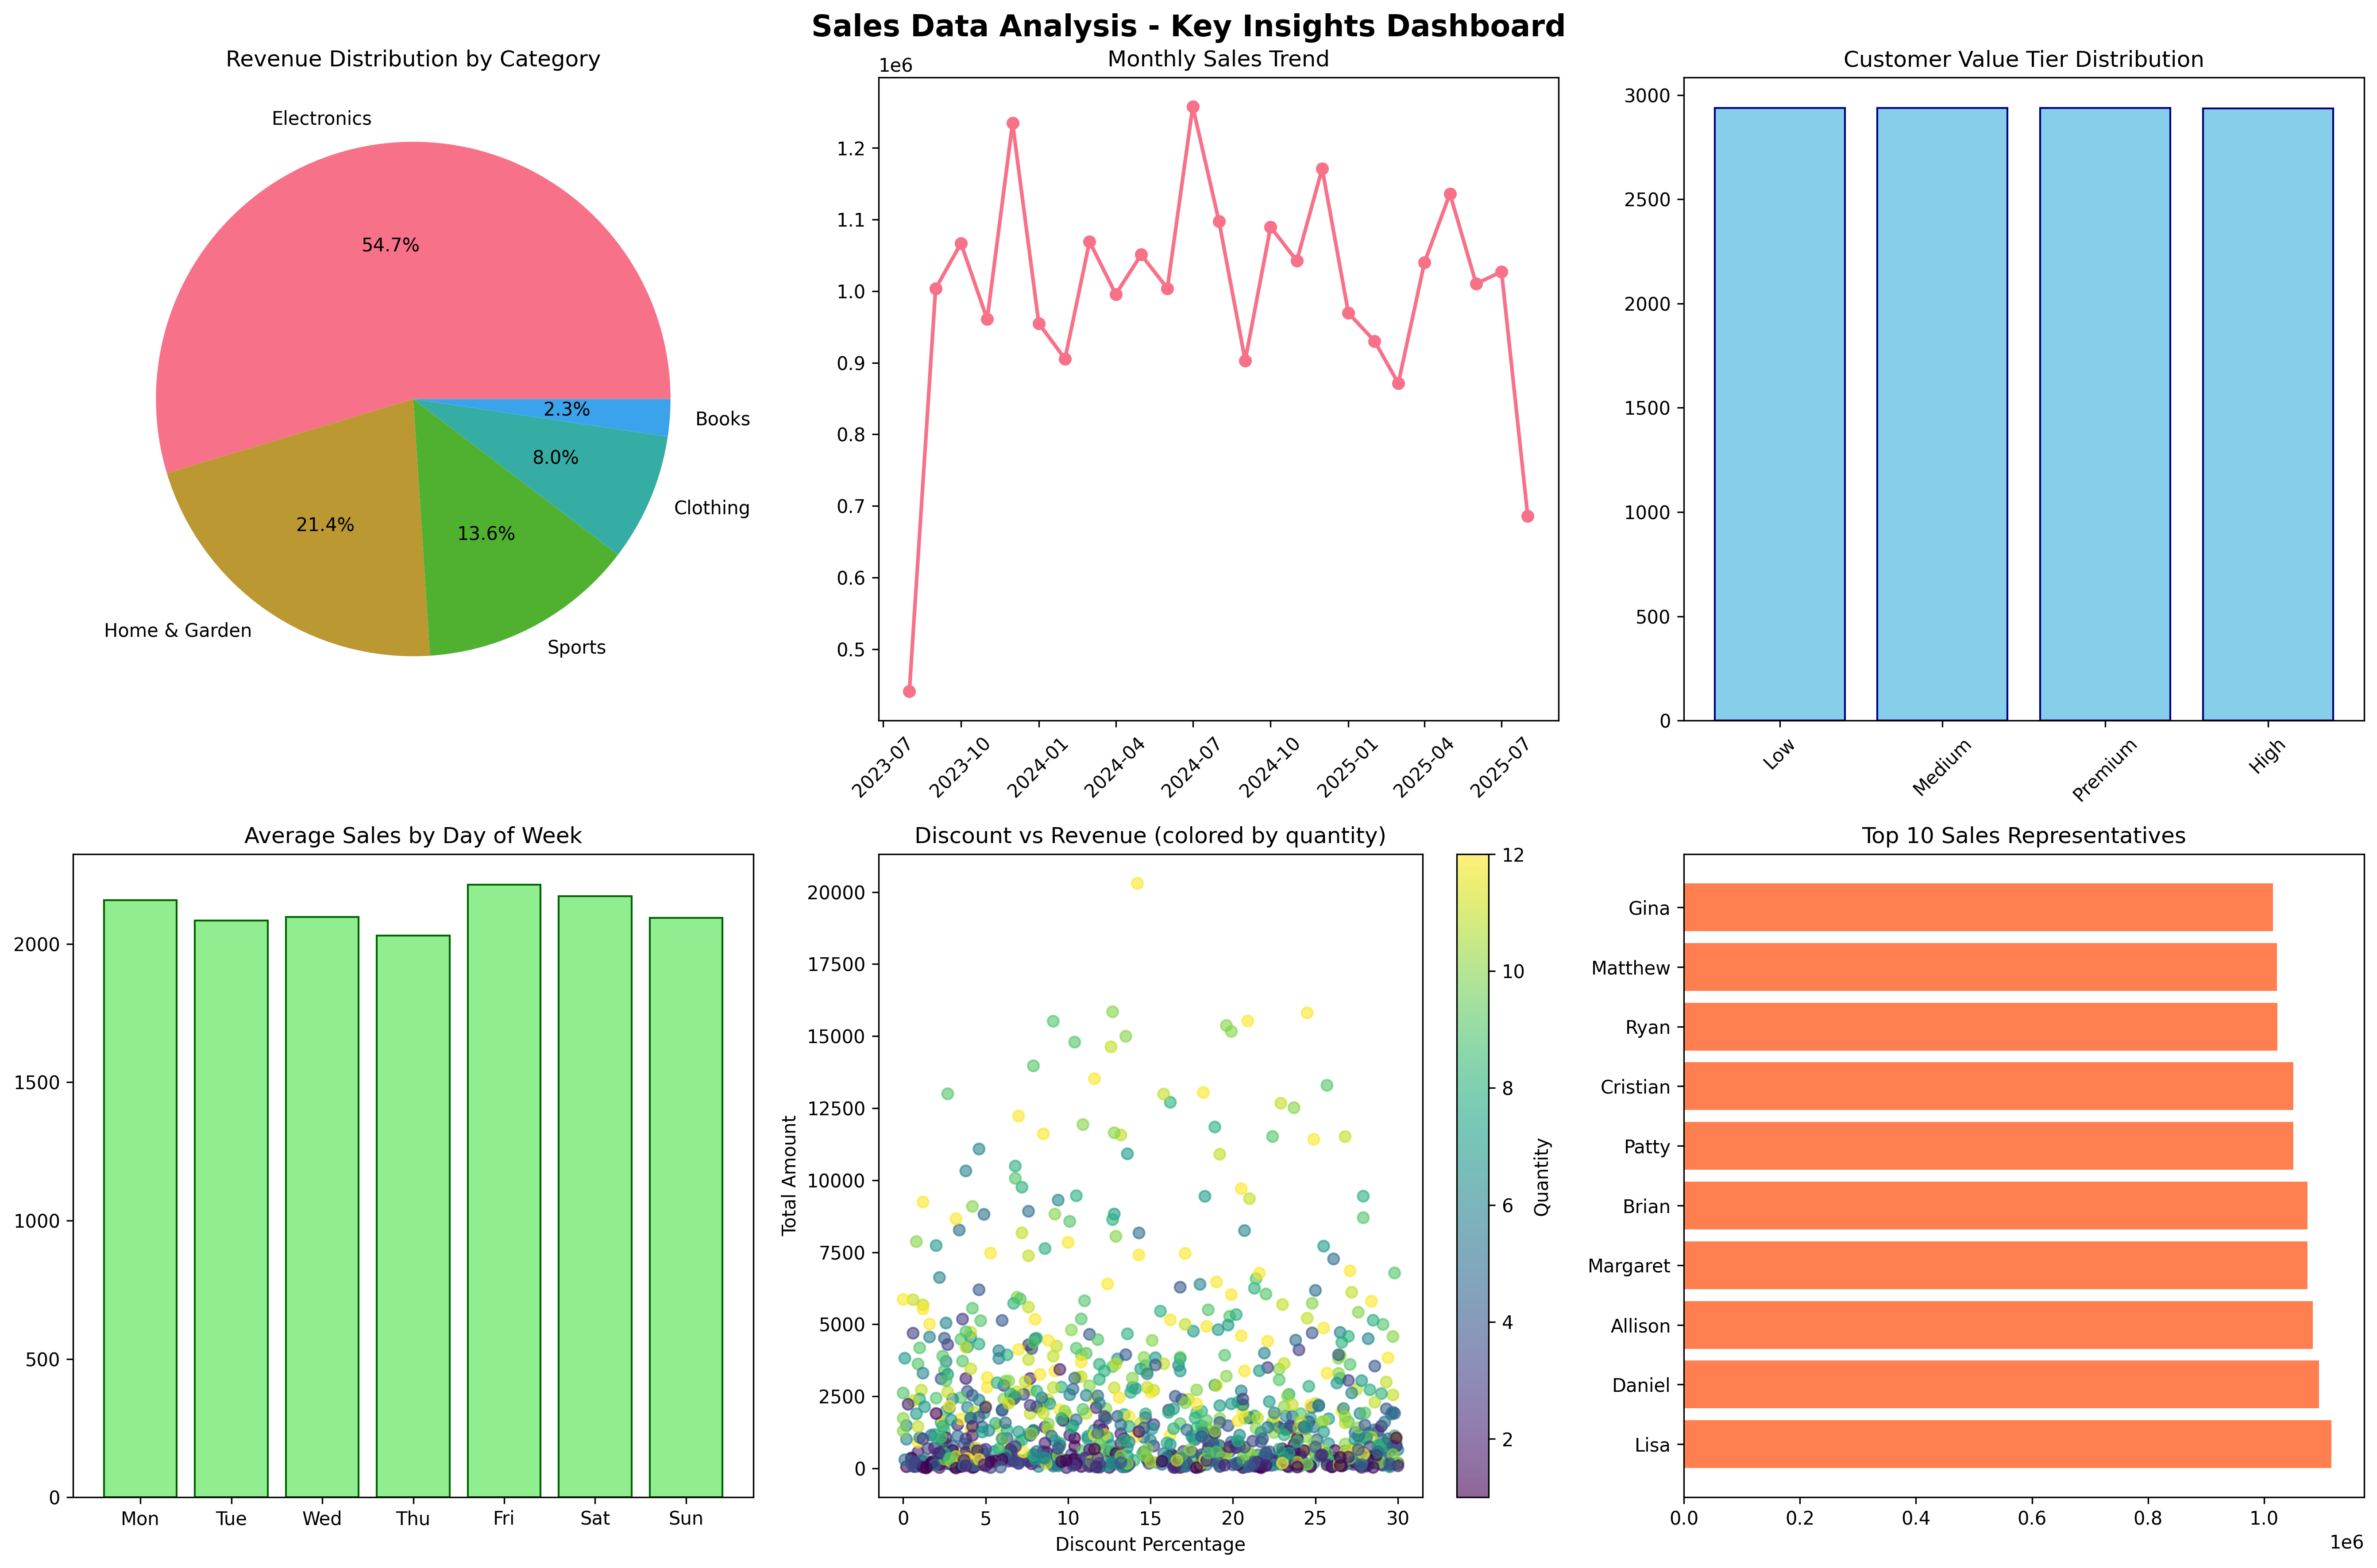 Sales Data Analysis - Key Insights Dashboard
Revenue Distribution by Category
Electronics
54.7%
2.3%
Books
8.0%
Clothing
21.4%
13.6%
Home & Garden
Sports
Monthly Sales Trend
1e6
1.2
1.1
1.0
0.9
0.8
0.7
0.6
0.5
2023-07
2023-10
2024-01
2024-04
2024-07
2024-10
2025-01
2025-04
2025-07
Customer Value Tier Distribution
3000
2500
2000
1500
1000
500
0
Low
Medium
Premium
High
Average Sales by Day of Week
2000
1500
1000
500
0
Mon Tue Wed Thu Fri Sat Sun
Discount vs Revenue (colored by quantity)
Total Amount
20000
17500
15000
12500
10000
7500
5000
2500
0
0 5 10 15 20 25 30
Discount Percentage
12
10
8
6
4
2
Quantity
Top 10 Sales Representatives
Gina
Matthew
Ryan
Cristian
Patty
Brian
Margaret
Allison
Daniel
Lisa
0.0 0.2 0.4 0.6 0.8 1.0
1e6